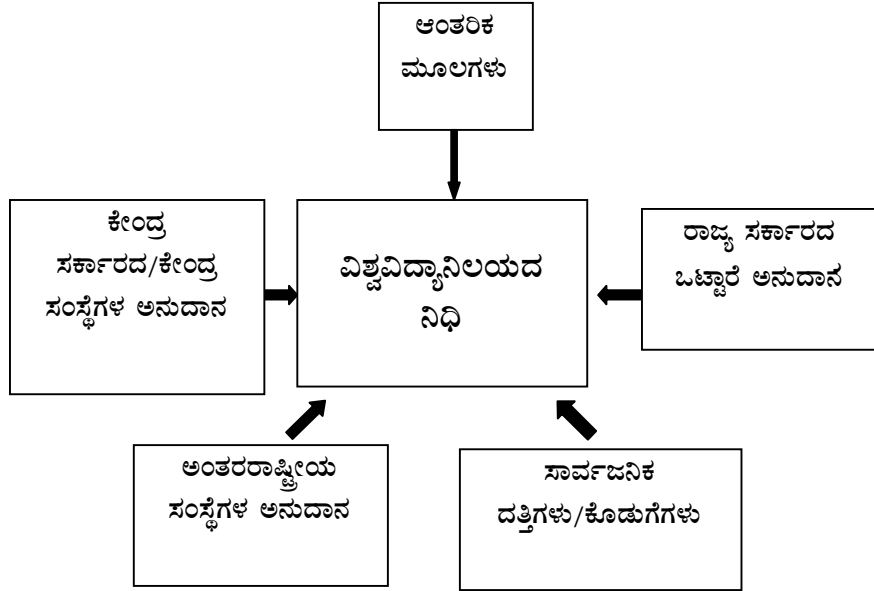 ಆಂತರಿಕ
ಮೂಲಗಳು
ಕೇಂದ್ರ
ಸರ್ಕಾರದ/ಕೇಂದ್ರ
ಸಂಸ್ಥೆಗಳ ಅನುದಾನ
ವಿಶ್ವವಿದ್ಯಾನಿಲಯದ
ನಿಧಿ
ರಾಜ್ಯ ಸರ್ಕಾರದ
ಒಟ್ಟಾರೆ ಅನುದಾನ
ಅಂತರರಾಷ್ಟ್ರೀಯ
ಸಂಸ್ಥೆಗಳ ಅನುದಾನ
ಸಾರ್ವಜನಿಕ
ದತ್ತಿಗಳು/ಕೊಡುಗೆಗಳು